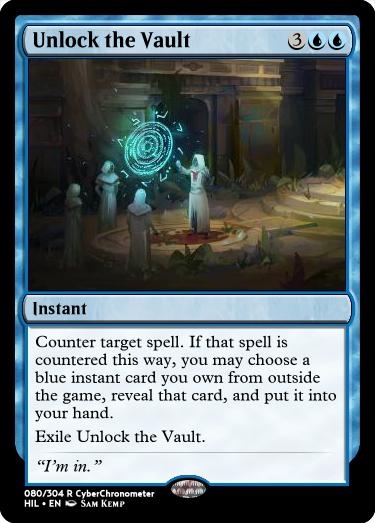 Unlock the Vault 3
Instant
Counter target spell. If that spell is
countered this way, you may choose a
blue instant card you own from outside
the game, reveal that card, and put it into
your hand.
Exile Unlock the Vault.
“I’m in.”
080/304 R CyberChronometer
HIL • EN Sam Kemp